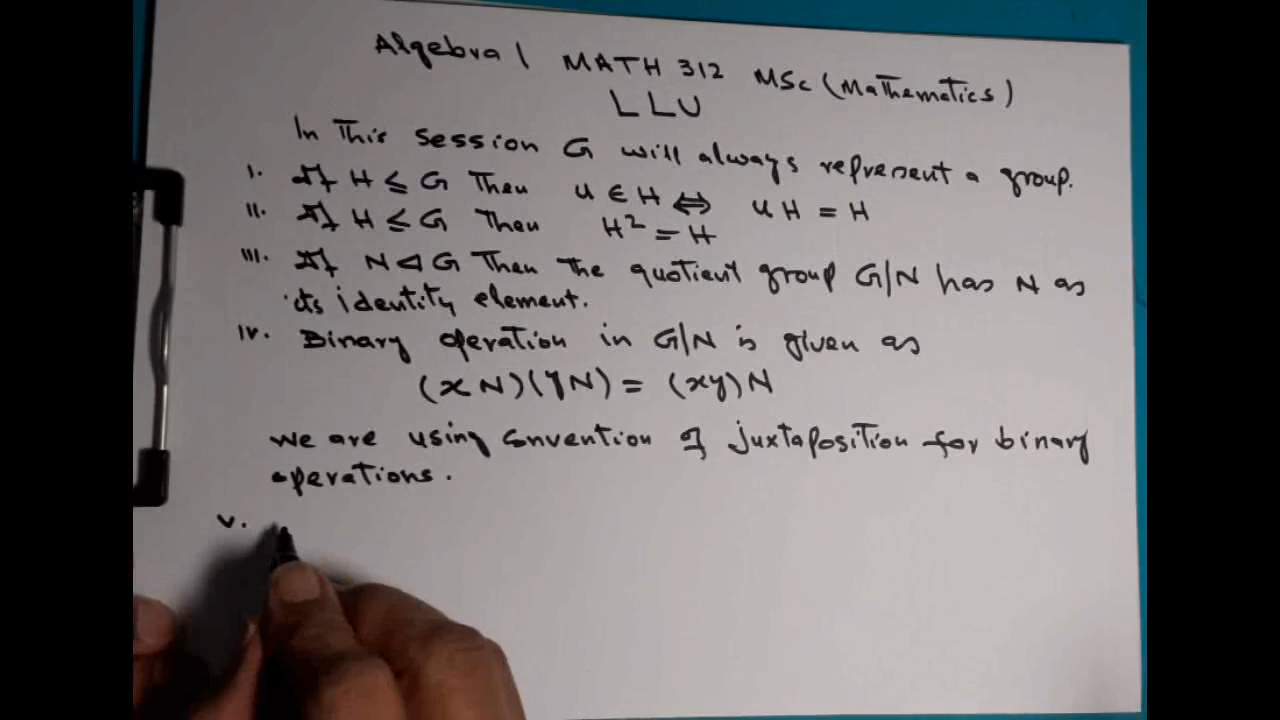 Algebra 1 MATH 312 MSc (Mathematics)
LLU
In This session G will always represent a group.
I. If H ≤ G Then u ∈ H ⇔ uH = H
II. If H ≤ G Then H² = H
III. If N ⊲ G Then the quotient group G/N has N as
its identity element.
IV. Binary operation in G/N is given as
(xN)(yN) = (xy)N
We are using convention of juxtaposition for binary
operations.
V.